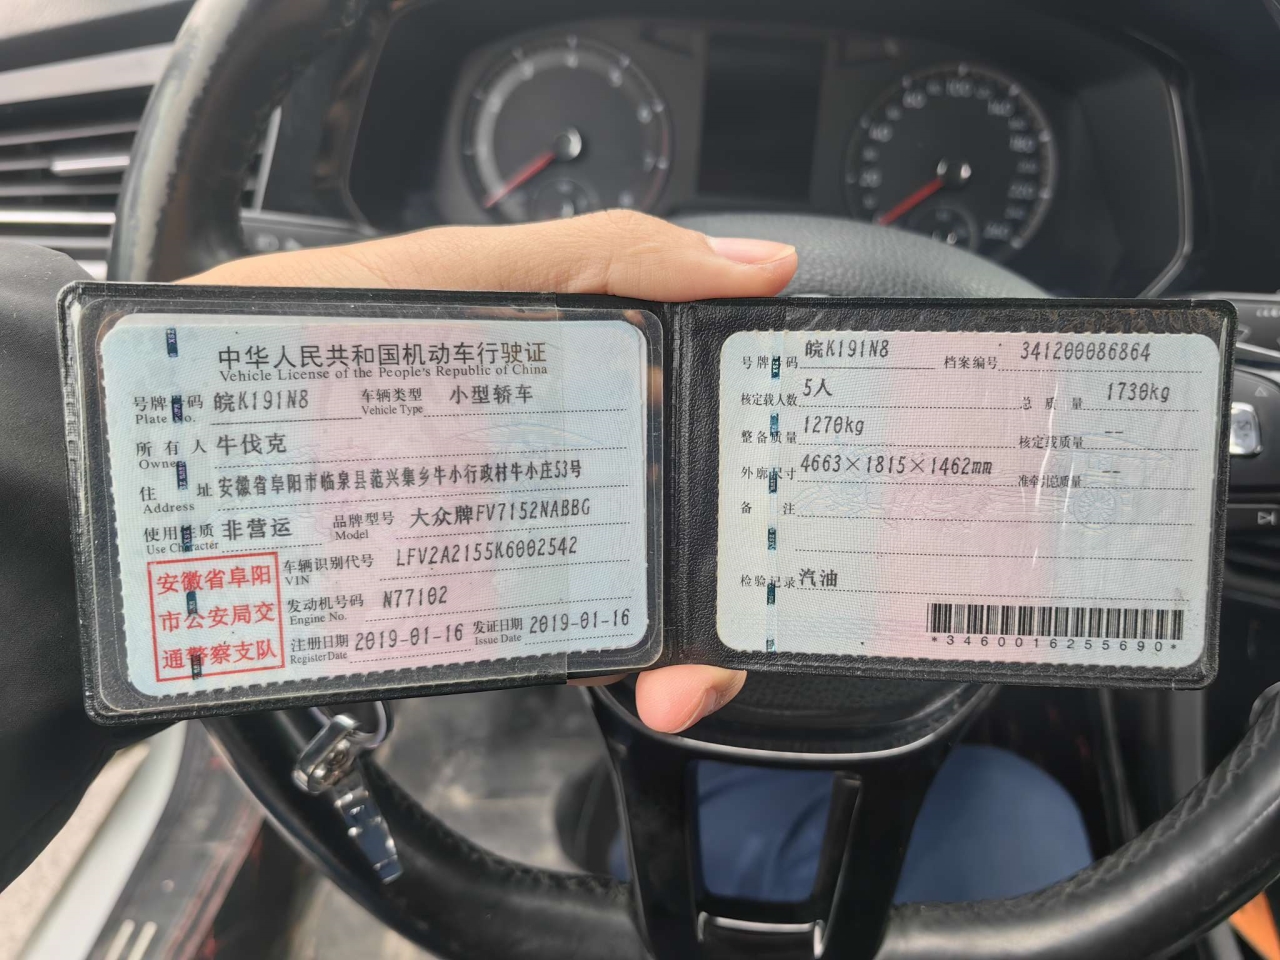 中华人民共和国机动车行驶证
Vehicle License of the People's Republic of China
号牌号码 皖K191N8 车辆类型 小型轿车
Plate No. Vehicle Type
所有人 牛伐克
Owner
住址 安徽省阜阳市临泉县范兴集乡牛小行政村牛小庄53号
Address
使用性质 非营运 品牌型号 大众牌FV7152NABBG
Use Character Model
车辆识别代号 LFV2A2155K6002542
VIN
发动机号码 N77102
Engine No.
注册日期 2019-01-16 发证日期 2019-01-16
Register Date Issue Date
安徽省阜阳
市公安局交
通警察支队
号牌号码 皖K191N8 档案编号 341200086864
核定载人数 5人 总质量 1730kg
整备质量 1270kg 核定载质量 --
外廓尺寸 4663×1815×1462mm 准牵引总质量 --
备注
检验记录 汽油
*3460016255690*